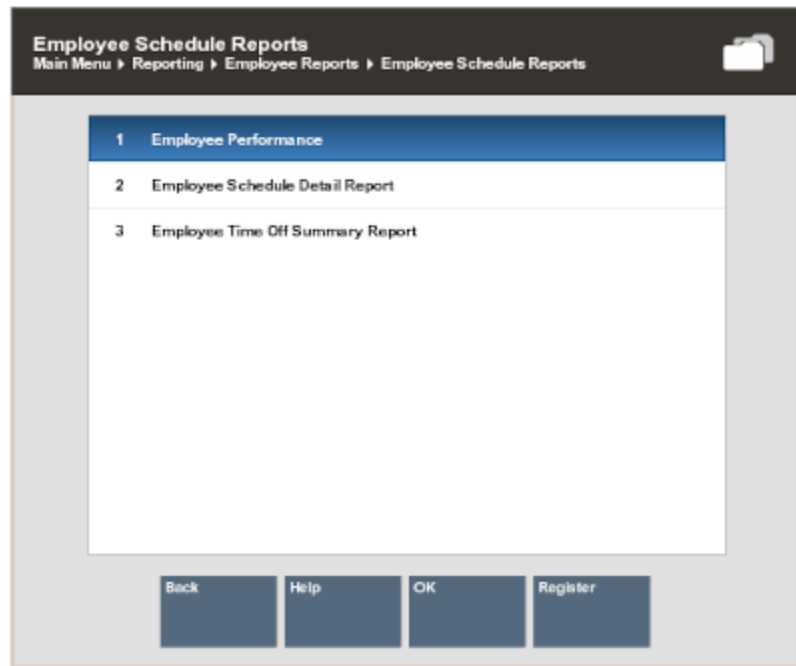 Employee Schedule Reports
Main Menu ▸ Reporting ▸ Employee Reports ▸ Employee Schedule Reports
1 Employee Performance
2 Employee Schedule Detail Report
3 Employee Time Off Summary Report
Back Help OK Register